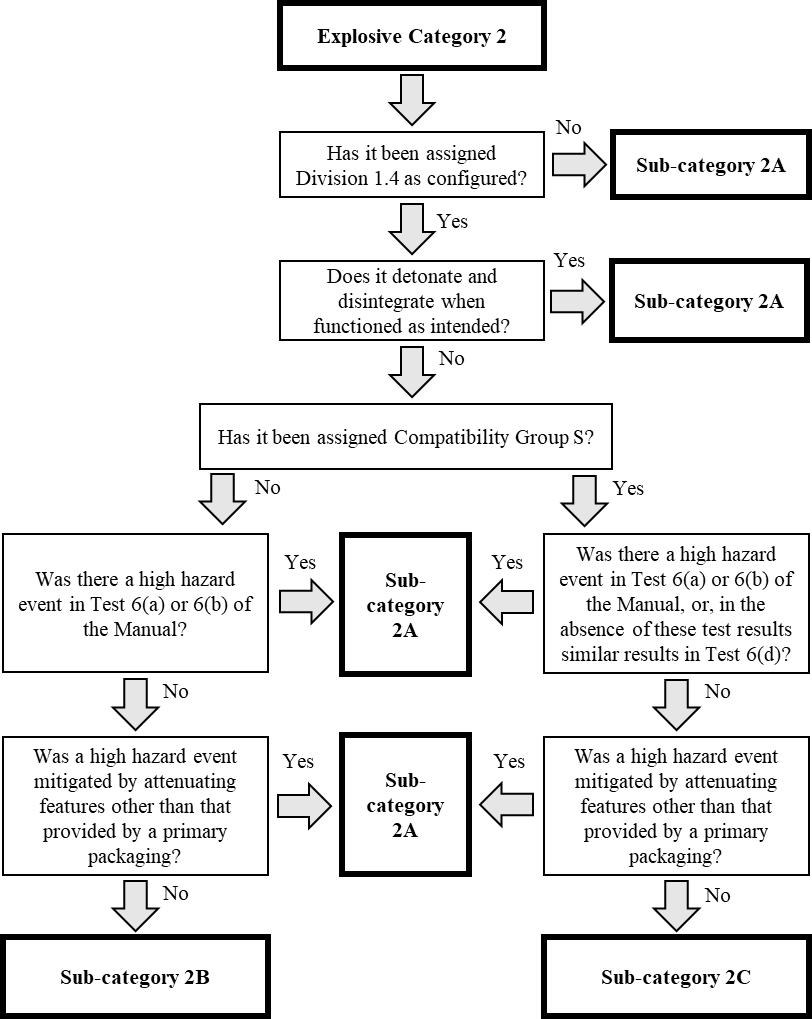 Explosive Category 2
No
Has it been assigned
Division 1.4 as configured?
Sub-category 2A
Yes
Does it detonate and
disintegrate when
functioned as intended?
Yes
Sub-category 2A
No
Has it been assigned Compatibility Group S?
No
Yes
Was there a high hazard
event in Test 6(a) or 6(b) of
the Manual?
Yes
Sub-
category
2A
Yes
Was there a high hazard
event in Test 6(a) or 6(b) of
the Manual, or, in the
absence of these test results
similar results in Test 6(d)?
No
No
Was a high hazard event
mitigated by attenuating
features other than that
provided by a primary
packaging?
Yes
Sub-
category
2A
Yes
Was a high hazard event
mitigated by attenuating
features other than that
provided by a primary
packaging?
No
No
Sub-category 2B
Sub-category 2C